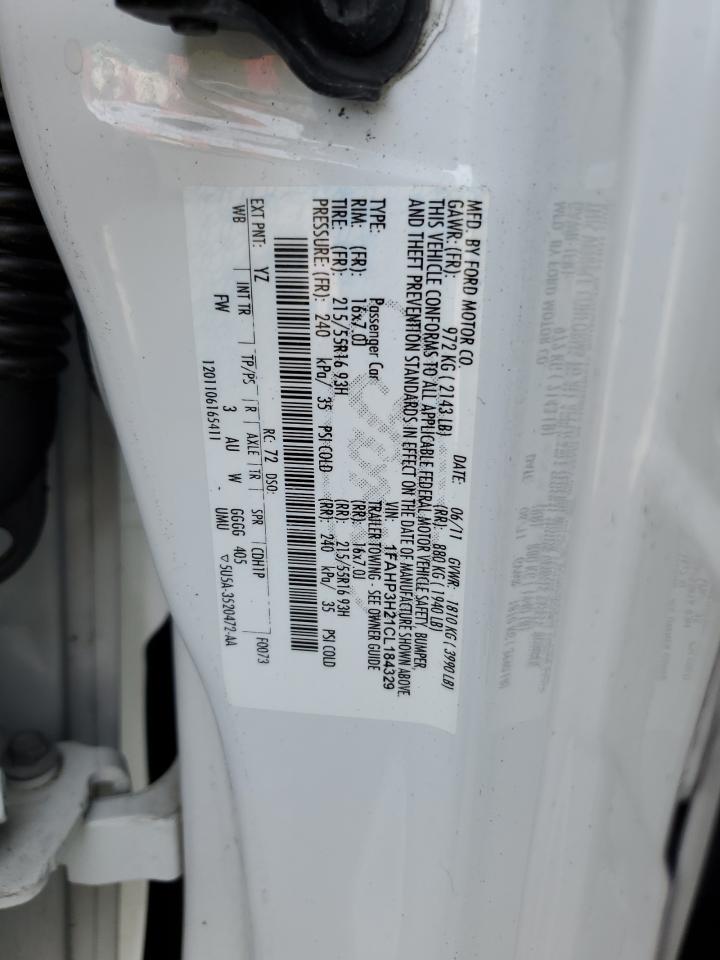 MFD. BY FORD MOTOR CO.
DATE: 06/11 GVWR: 1810 KG ( 3990 LB)
GAWR: (FR): 972 KG ( 2143 LB) (RR): 880 KG ( 1940 LB)
THIS VEHICLE CONFORMS TO ALL APPLICABLE FEDERAL MOTOR VEHICLE SAFETY, BUMPER,
AND THEFT PREVENTION STANDARDS IN EFFECT ON THE DATE OF MANUFACTURE SHOWN ABOVE.
VIN: 1FAHP3H21CL184329
TYPE: Passenger Car TRAILER TOWING - SEE OWNER GUIDE
RIM: (FR): 16x7.0J (RR): 16x7.0J
TIRE: (FR): 215/55R16 93H (RR): 215/55R16 93H
PRESSURE: (FR): 240 kPa/ 35 PSI COLD (RR): 240 kPa/ 35 PSI COLD
EXT PNT: YZ RC: 72 DSO: F0073
WB INT TR TP/PS R AXLE TR SPR CDH1P
FW 3 AU W - GGGG 405
1201106165411 UMII ▽5U5A-3520472-AA